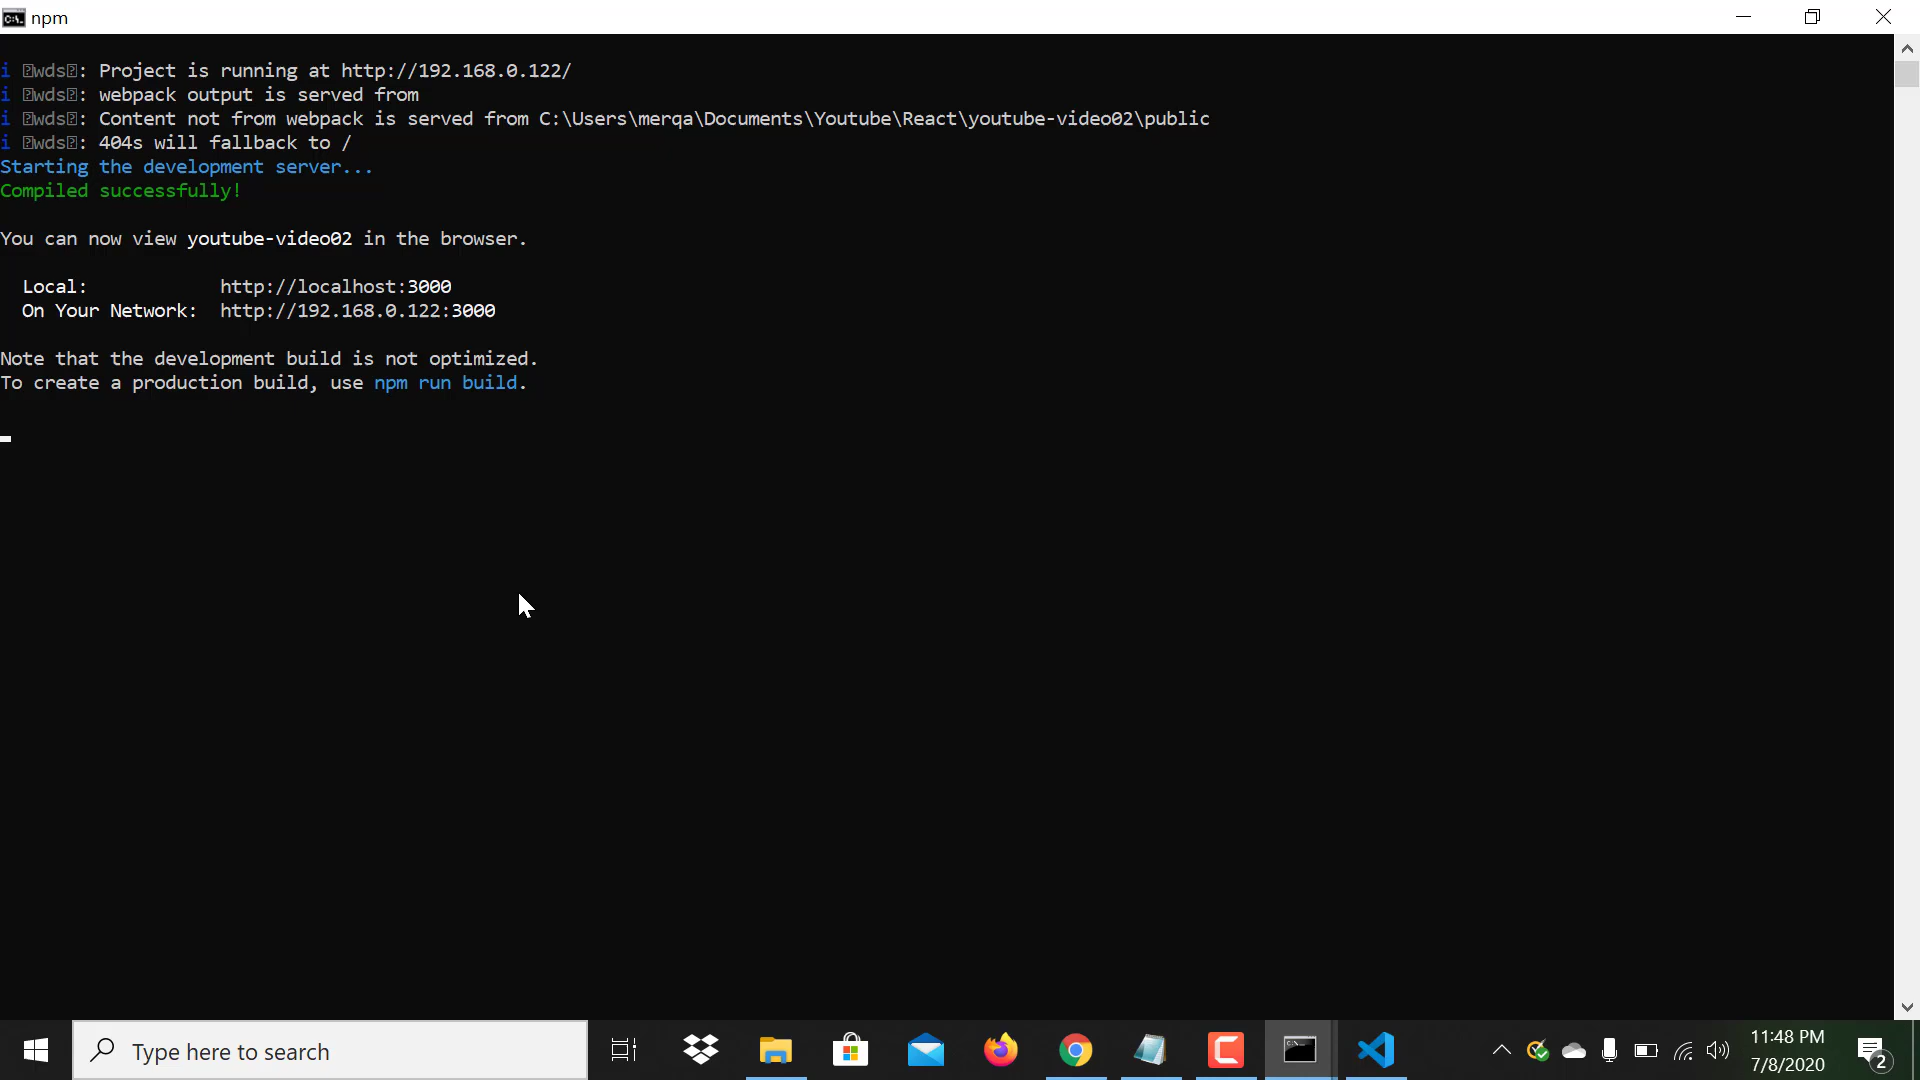 npm
i ⍰wds⍰: Project is running at http://192.168.0.122/
i ⍰wds⍰: webpack output is served from
i ⍰wds⍰: Content not from webpack is served from C:\Users\merqa\Documents\Youtube\React\youtube-video02\public
i ⍰wds⍰: 404s will fallback to /
Starting the development server...
Compiled successfully!
You can now view youtube-video02 in the browser.
Local: http://localhost:3000
On Your Network: http://192.168.0.122:3000
Note that the development build is not optimized.
To create a production build, use npm run build.
Type here to search
11:48 PM
7/8/2020
2